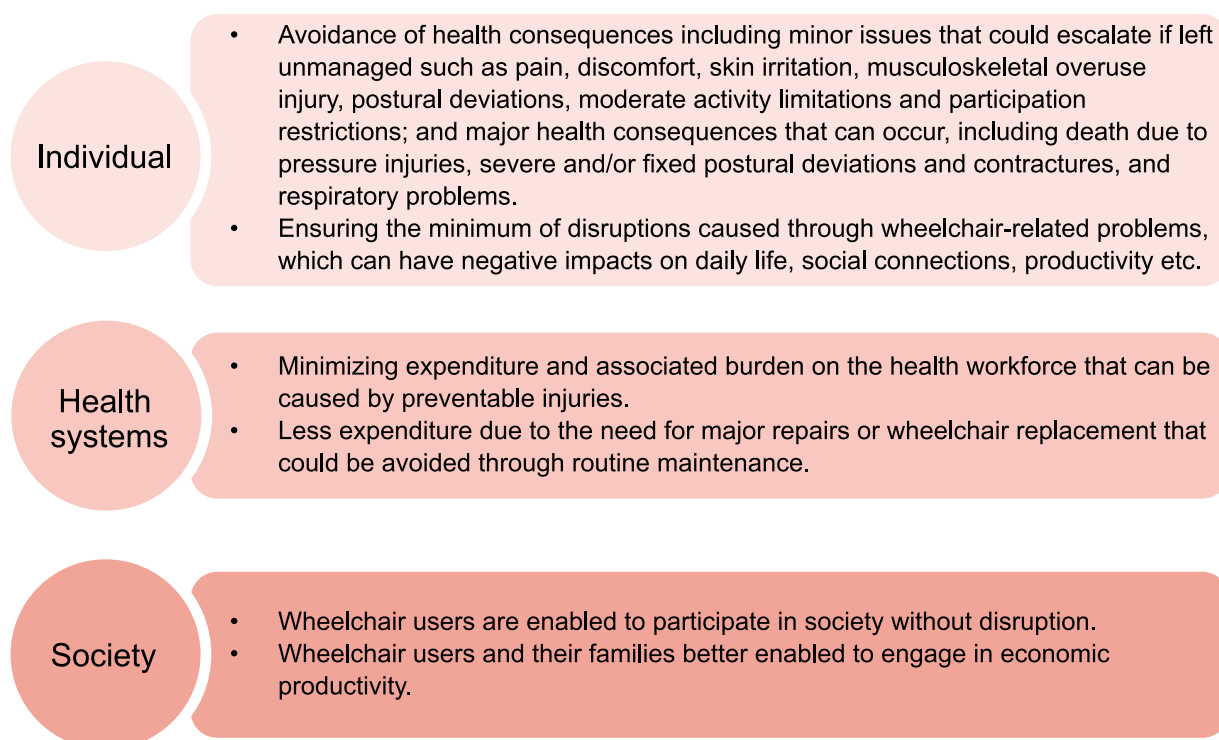 Individual
• Avoidance of health consequences including minor issues that could escalate if left
unmanaged such as pain, discomfort, skin irritation, musculoskeletal overuse
injury, postural deviations, moderate activity limitations and participation
restrictions; and major health consequences that can occur, including death due to
pressure injuries, severe and/or fixed postural deviations and contractures, and
respiratory problems.
• Ensuring the minimum of disruptions caused through wheelchair-related problems,
which can have negative impacts on daily life, social connections, productivity etc.
Health
systems
• Minimizing expenditure and associated burden on the health workforce that can be
caused by preventable injuries.
• Less expenditure due to the need for major repairs or wheelchair replacement that
could be avoided through routine maintenance.
Society
• Wheelchair users are enabled to participate in society without disruption.
• Wheelchair users and their families better enabled to engage in economic
productivity.